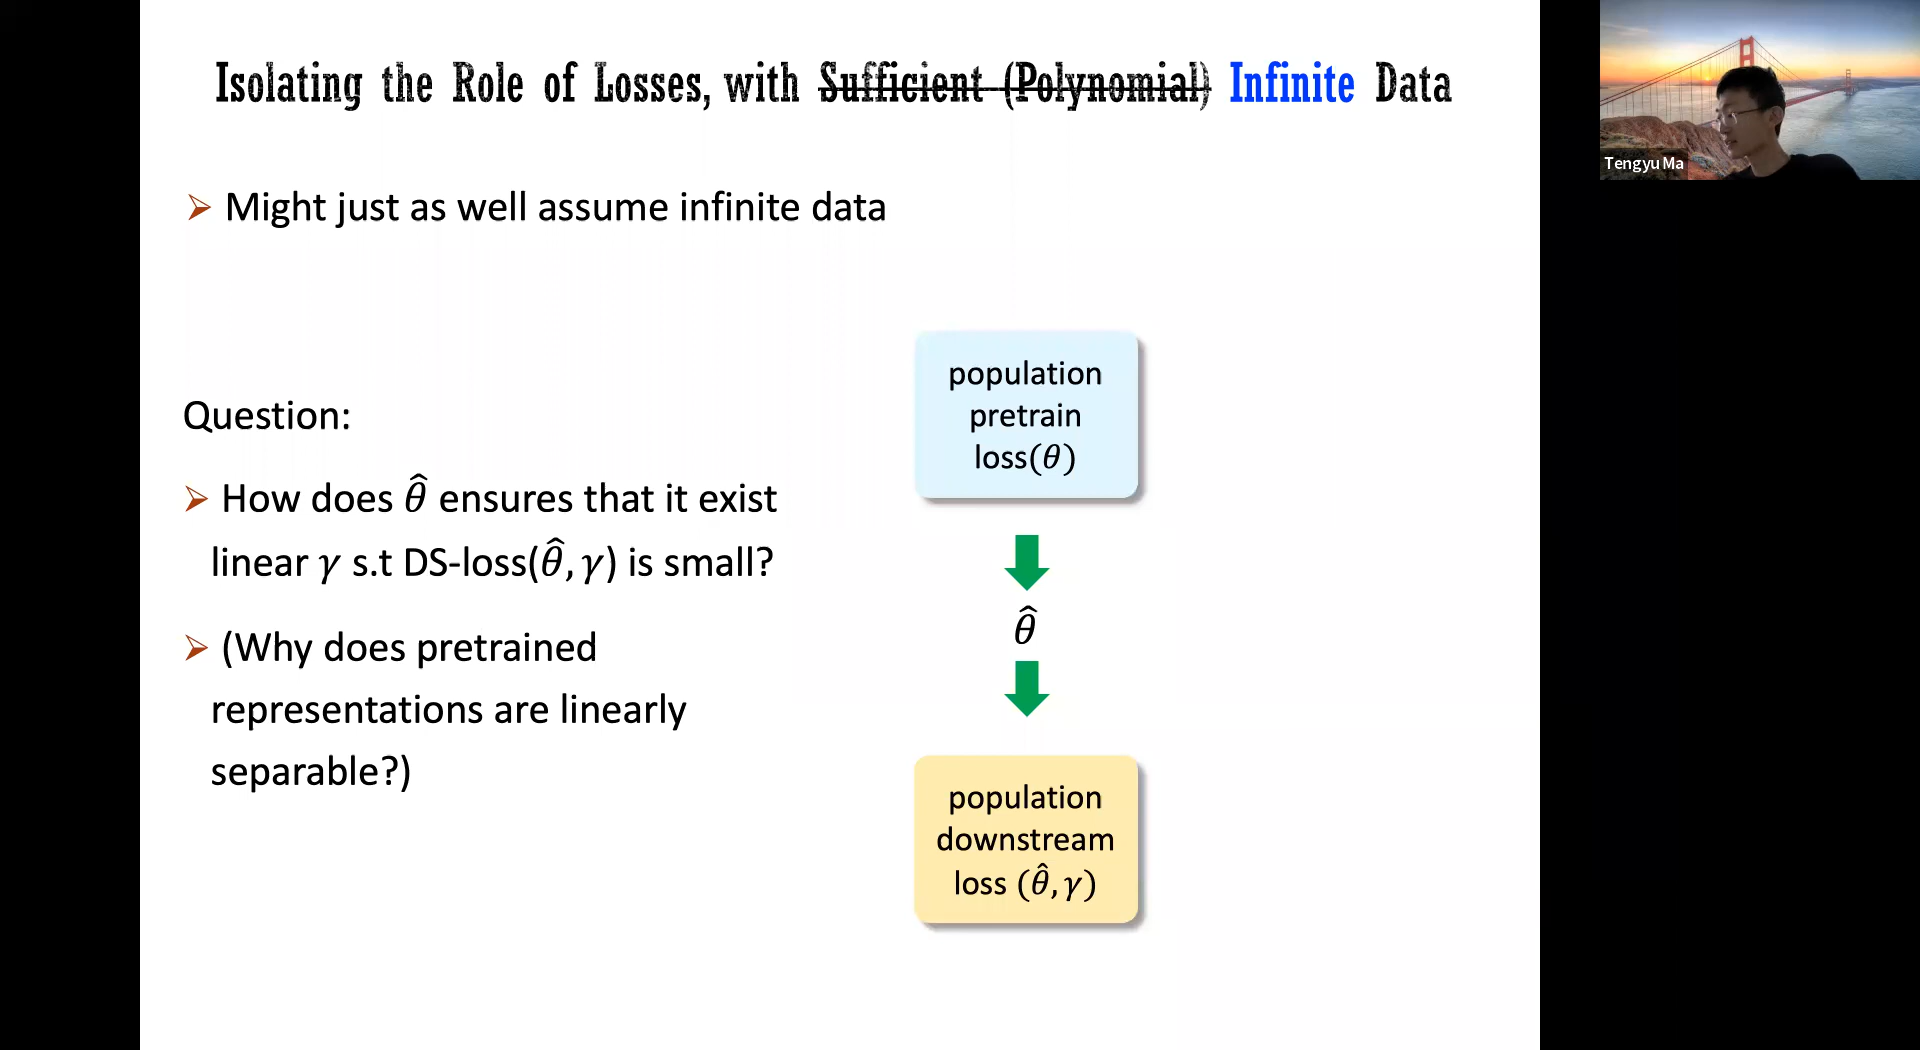 Isolating the Role of Losses, with Sufficient (Polynomial) Infinite Data
Might just as well assume infinite data
Question:
How does θ̂ ensures that it exist
linear γ s.t DS-loss(θ̂, γ) is small?
(Why does pretrained
representations are linearly
separable?)
population
pretrain
loss(θ)
θ̂
population
downstream
loss (θ̂, γ)
Tengyu Ma